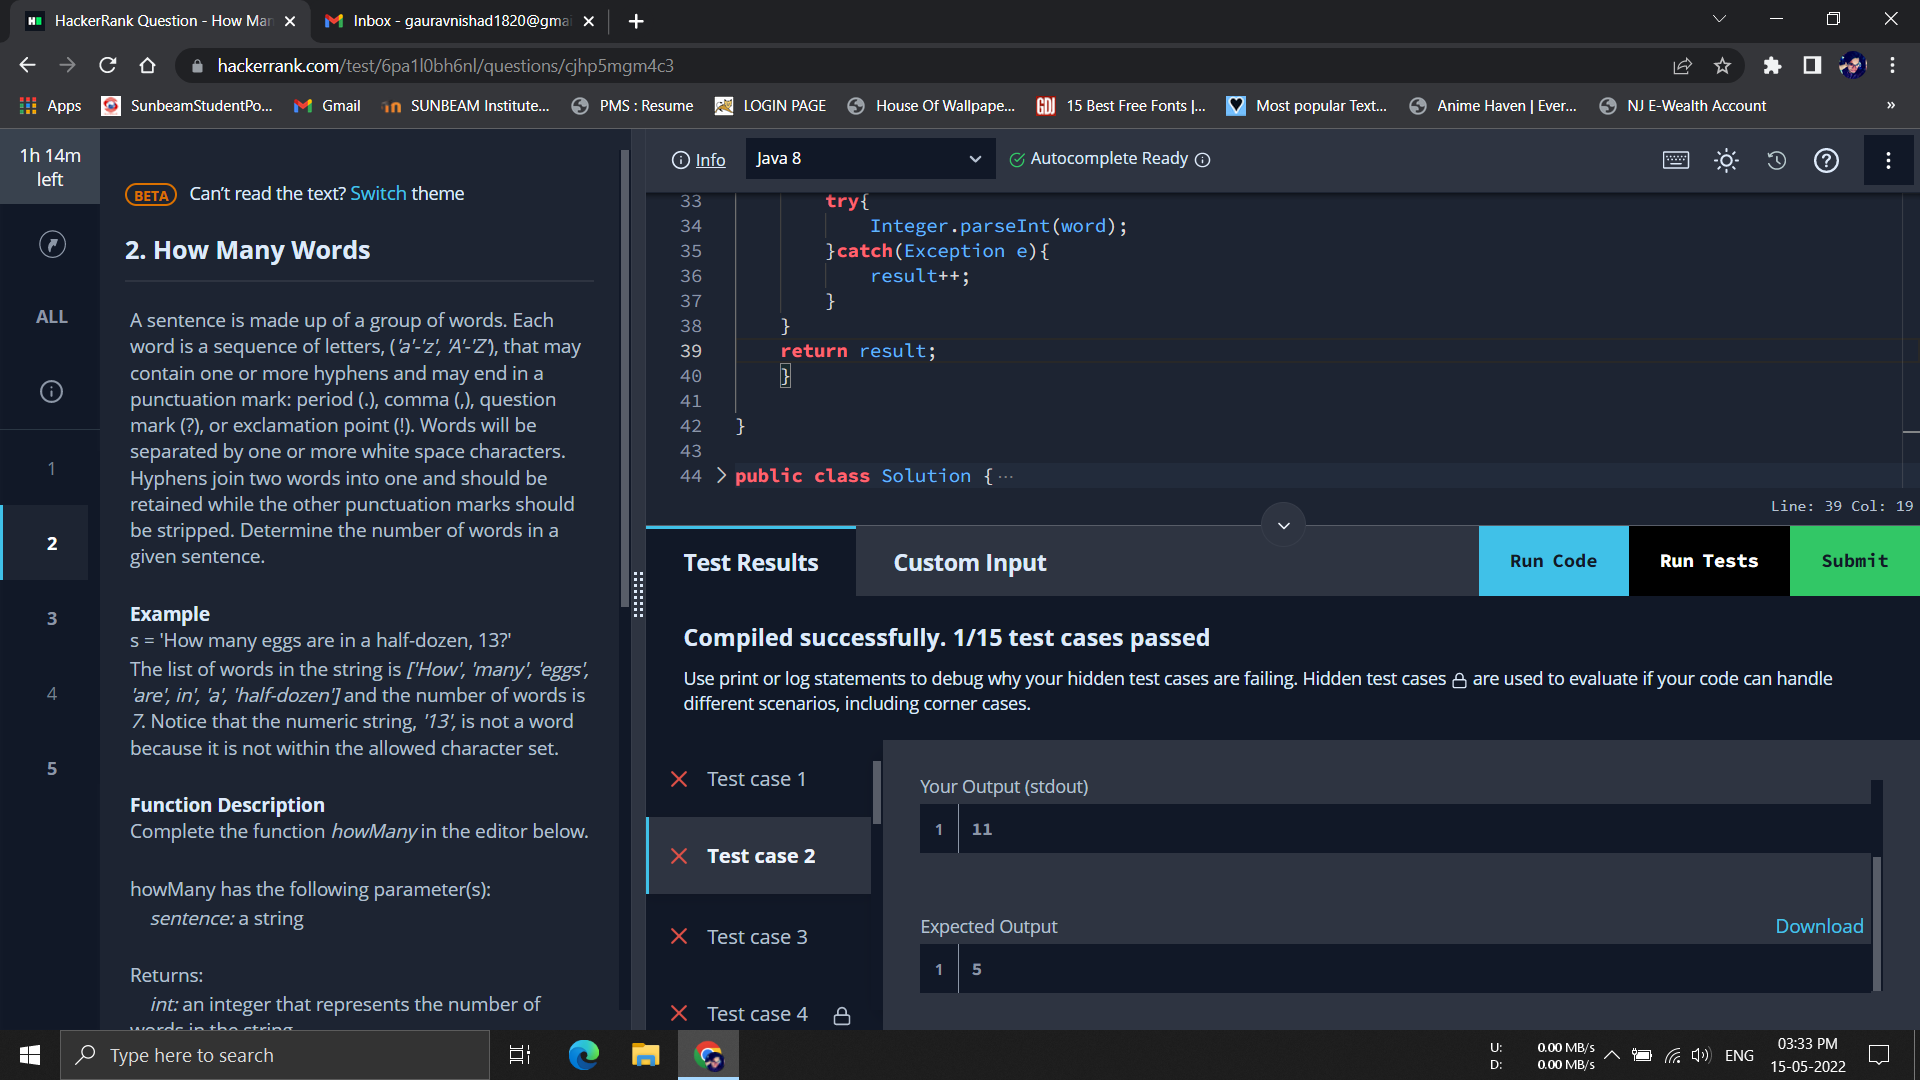 HackerRank Question - How Man
Inbox - gauravnishad1820@gmai
hackerrank.com/test/6pa1l0bh6nl/questions/cjhp5mgm4c3
Apps SunbeamStudentPo... Gmail SUNBEAM Institute... PMS : Resume LOGIN PAGE House Of Wallpape... GD! 15 Best Free Fonts |... Most popular Text... Anime Haven | Ever... NJ E-Wealth Account »
1h 14m
left
ALL
1
2
3
4
5
BETA Can't read the text? Switch theme
2. How Many Words
A sentence is made up of a group of words. Each
word is a sequence of letters, ('a'-'z', 'A'-'Z'), that may
contain one or more hyphens and may end in a
punctuation mark: period (.), comma (,), question
mark (?), or exclamation point (!). Words will be
separated by one or more white space characters.
Hyphens join two words into one and should be
retained while the other punctuation marks should
be stripped. Determine the number of words in a
given sentence.
Example
s = 'How many eggs are in a half-dozen, 13?'
The list of words in the string is ['How', 'many', 'eggs',
'are', in', 'a', 'half-dozen'] and the number of words is
7. Notice that the numeric string, '13', is not a word
because it is not within the allowed character set.
Function Description
Complete the function howMany in the editor below.
howMany has the following parameter(s):
sentence: a string
Returns:
int: an integer that represents the number of
words in the string
Info Java 8 Autocomplete Ready
33 try{
34 Integer.parseInt(word);
35 }catch(Exception e){
36 result++;
37 }
38 }
39 return result;
40 }
41
42 }
43
44 public class Solution { ...
Line: 39 Col: 19
Test Results Custom Input Run Code Run Tests Submit
Compiled successfully. 1/15 test cases passed
Use print or log statements to debug why your hidden test cases are failing. Hidden test cases are used to evaluate if your code can handle
different scenarios, including corner cases.
Test case 1
Test case 2
Test case 3
Test case 4
Your Output (stdout)
1 11
Expected Output Download
1 5
Type here to search
U: 0.00 MB/s
D: 0.00 MB/s
ENG
03:33 PM
15-05-2022